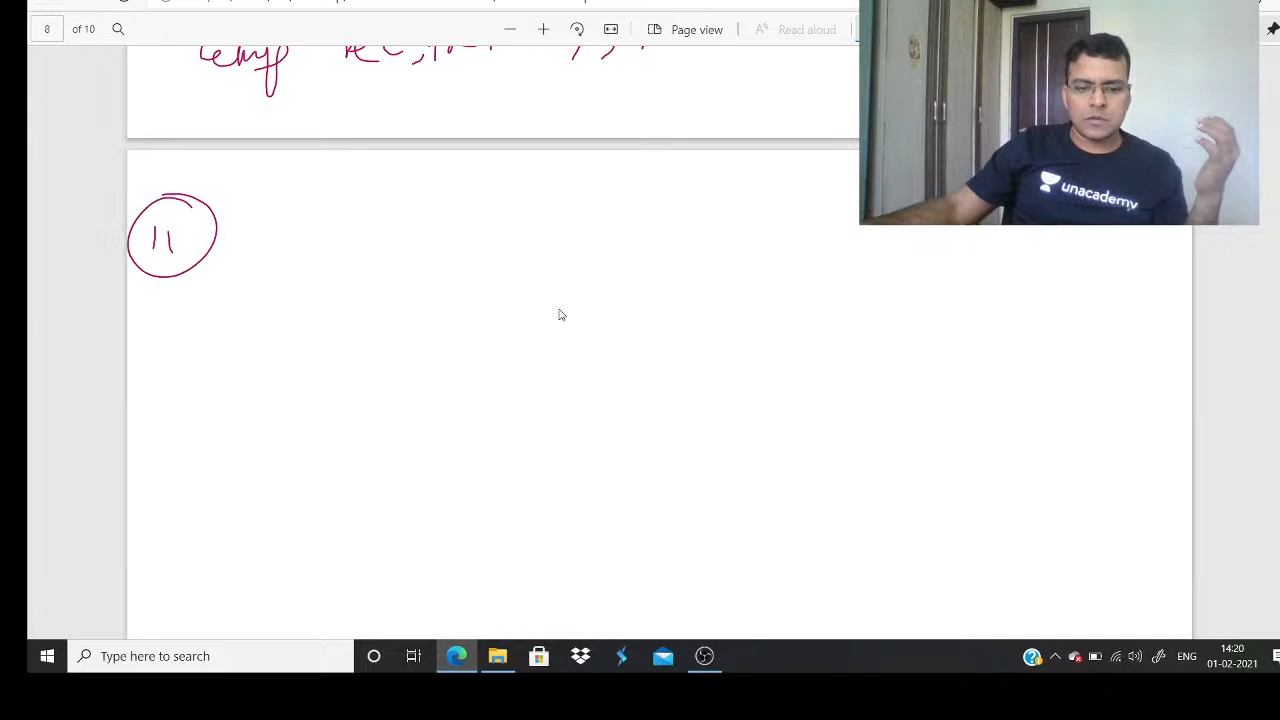 8 of 10 Page view Read aloud
temp
unacademy
11
Type here to search
ENG
14:20
01-02-2021